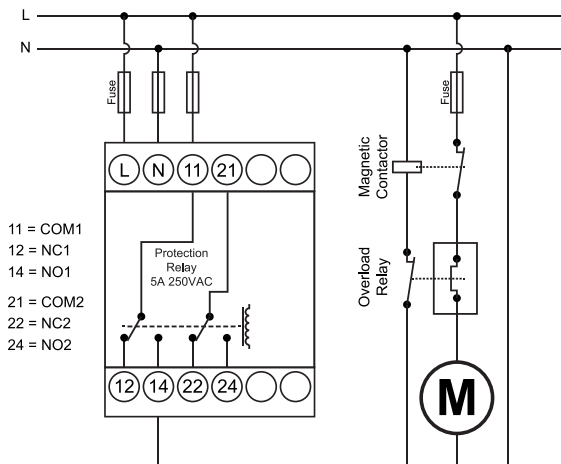 L
N
Fuse
Fuse
L N 11 21
Magnetic
Contactor
11 = COM1
12 = NC1
14 = NO1
21 = COM2
22 = NC2
24 = NO2
Protection
Relay
5A 250VAC
Overload
Relay
12 14 22 24
M